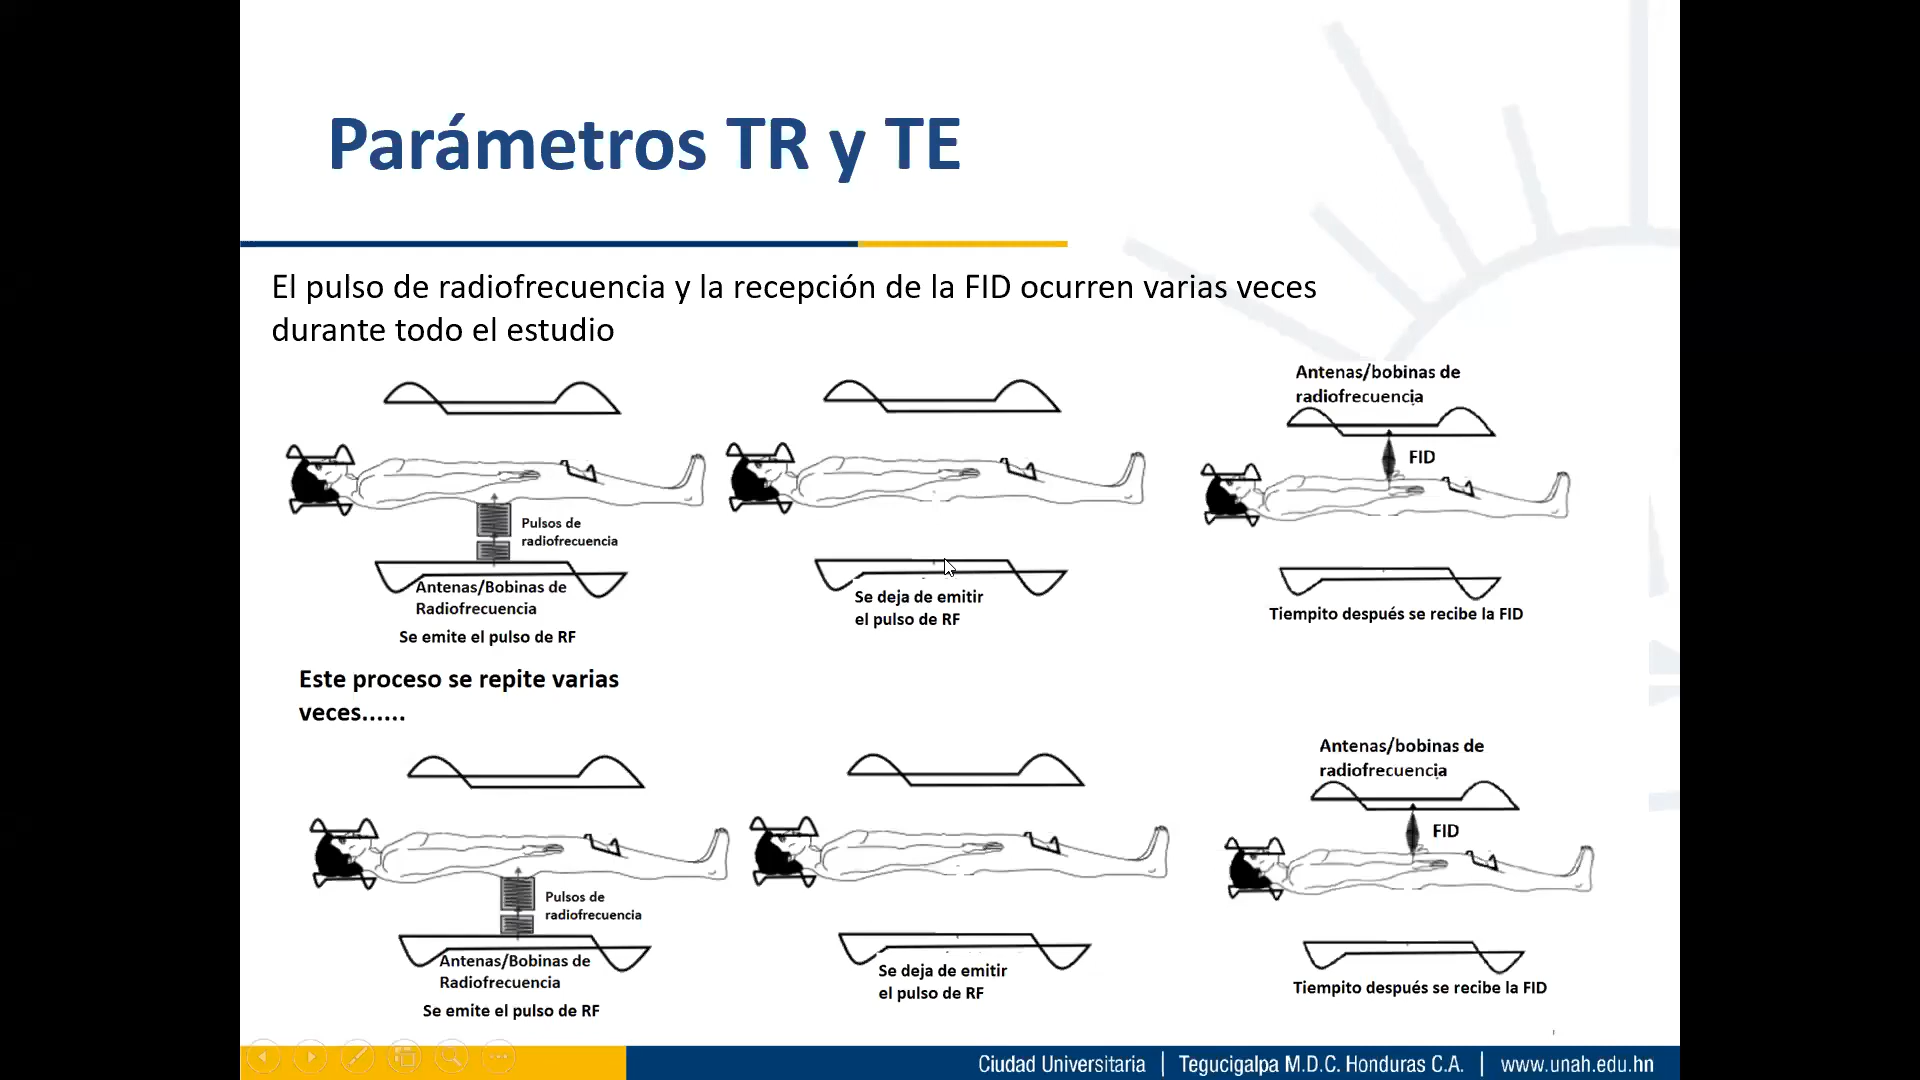 Parámetros TR y TE
El pulso de radiofrecuencia y la recepción de la FID ocurren varias veces
durante todo el estudio
Antenas/bobinas de
radiofrecuencia
FID
Pulsos de
radiofrecuencia
Antenas/Bobinas de
Radiofrecuencia
Se emite el pulso de RF
Se deja de emitir
el pulso de RF
Tiempito después se recibe la FID
Este proceso se repite varias
veces......
Antenas/bobinas de
radiofrecuencia
FID
Pulsos de
radiofrecuencia
Antenas/Bobinas de
Radiofrecuencia
Se emite el pulso de RF
Se deja de emitir
el pulso de RF
Tiempito después se recibe la FID
Ciudad Universitaria | Tegucigalpa M.D.C. Honduras C.A. | www.unah.edu.hn